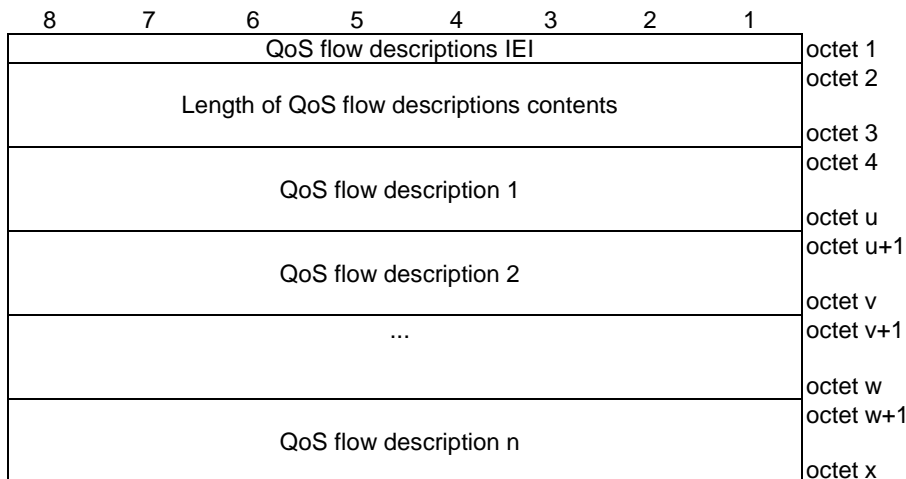 8 7 6 5 4 3 2 1
QoS flow descriptions IEI octet 1
octet 2
Length of QoS flow descriptions contents
octet 3
octet 4
QoS flow description 1
octet u
octet u+1
QoS flow description 2
octet v
... octet v+1
octet w
octet w+1
QoS flow description n
octet x